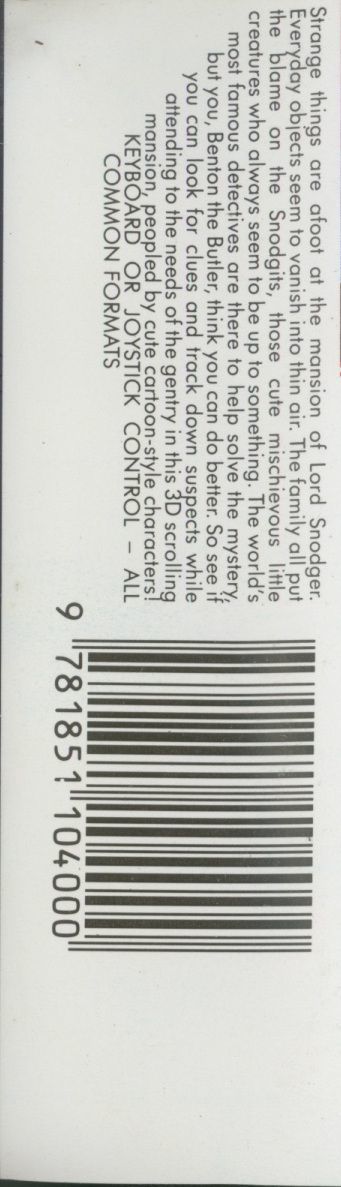 Strange things are afoot at the mansion of Lord Snodger.
Everyday objects seem to vanish into thin air. The family all put
the blame on the Snodgits, those cute mischievous little
creatures who always seem to be up to something. The world's
most famous detectives are there to help solve the mystery,
but you, Benton the Butler, think you can do better. So see if
you can look for clues and track down suspects while
attending to the needs of the gentry in this 3D scrolling
mansion, peopled by cute cartoon-style characters!
KEYBOARD OR JOYSTICK CONTROL – ALL
COMMON FORMATS
9 781851 104000